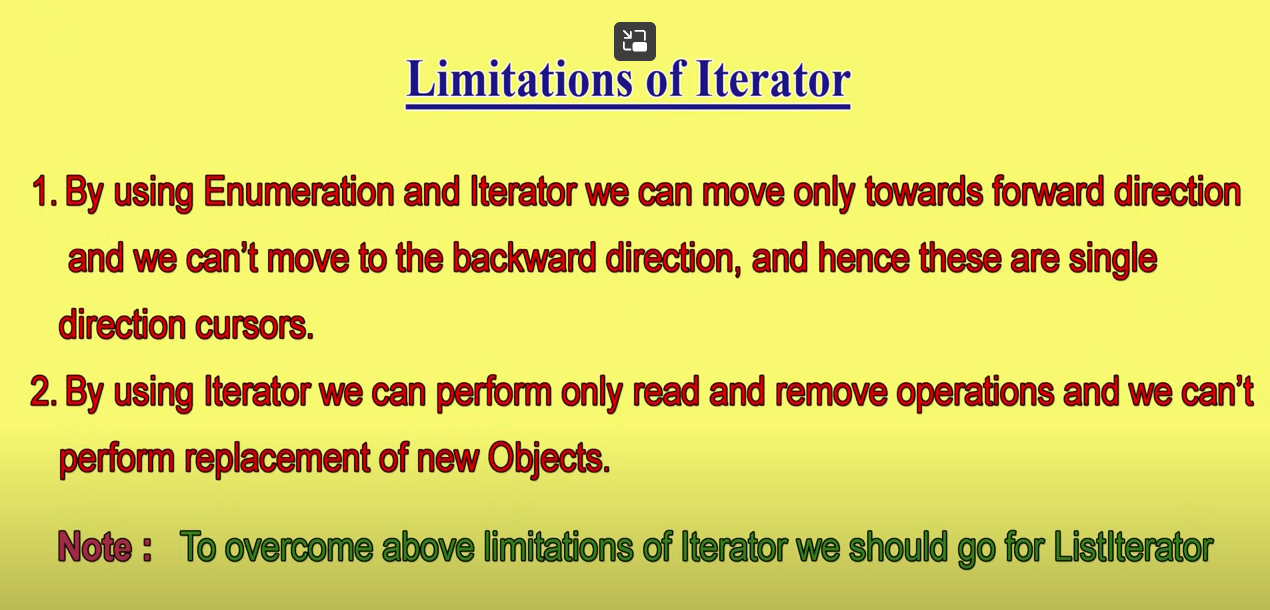 Limitations of Iterator
1. By using Enumeration and Iterator we can move only towards forward direction
and we can't move to the backward direction, and hence these are single
direction cursors.
2. By using Iterator we can perform only read and remove operations and we can't
perform replacement of new Objects.
Note : To overcome above limitations of Iterator we should go for ListIterator